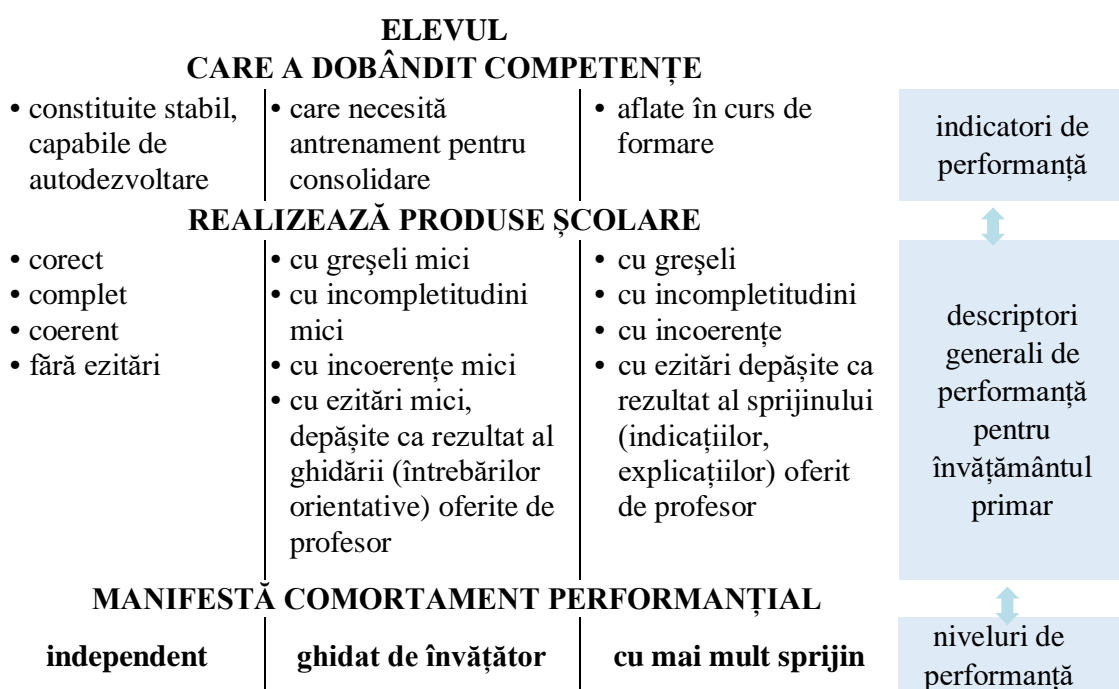 ELEVUL
CARE A DOBÂNDIT COMPETENȚE
• constituite stabil,
capabile de
autodezvoltare
• care necesită
antrenament pentru
consolidare
• aflate în curs de
formare
indicatori de
performanță
REALIZEAZĂ PRODUSE ȘCOLARE
• corect
• complet
• coerent
• fără ezitări
• cu greşeli mici
• cu incompletitudini
mici
• cu incoerențe mici
• cu ezitări mici,
depășite ca rezultat al
ghidării (întrebărilor
orientative) oferite de
profesor
• cu greşeli
• cu incompletitudini
• cu incoerențe
• cu ezitări depășite ca
rezultat al sprijinului
(indicațiilor,
explicațiilor) oferit
de profesor
descriptori
generali de
performanță
pentru
învățământul
primar
MANIFESTĂ COMORTAMENT PERFORMANȚIAL
independent
ghidat de învățător
cu mai mult sprijin
niveluri de
performanță